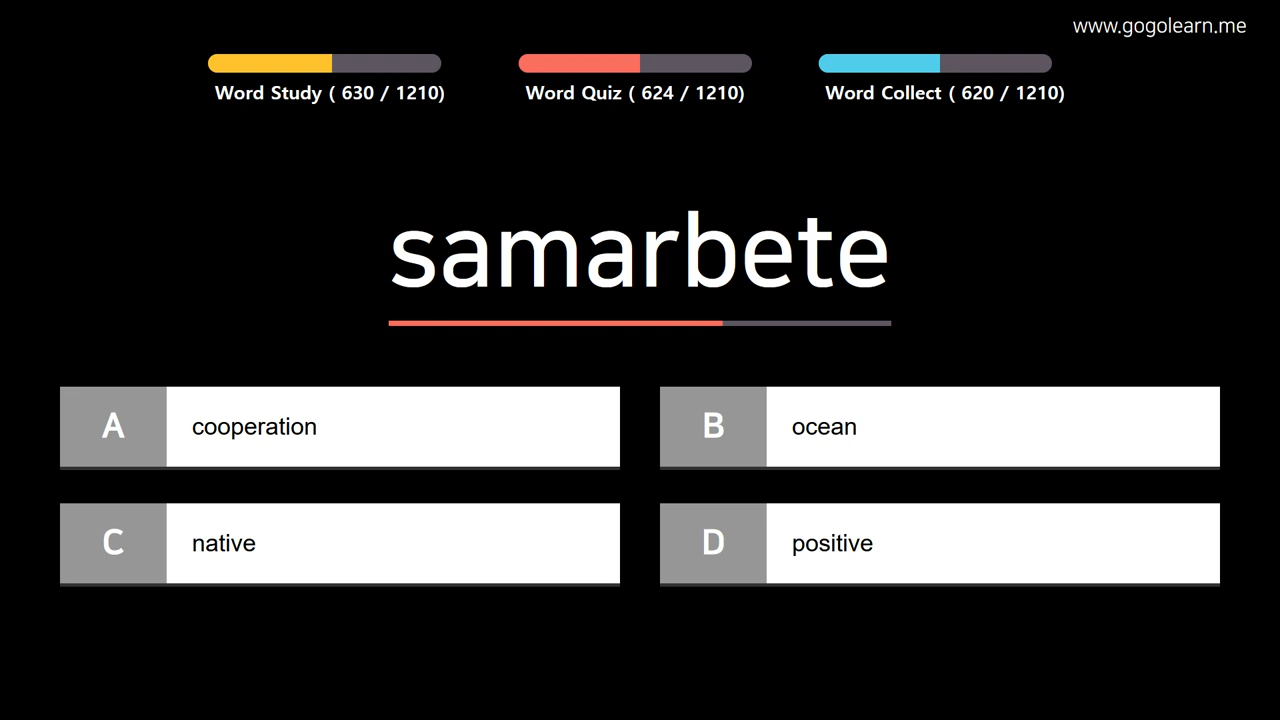 www.gogolearn.me
Word Study ( 630 / 1210)
Word Quiz ( 624 / 1210)
Word Collect ( 620 / 1210)
samarbete
A cooperation
B ocean
C native
D positive